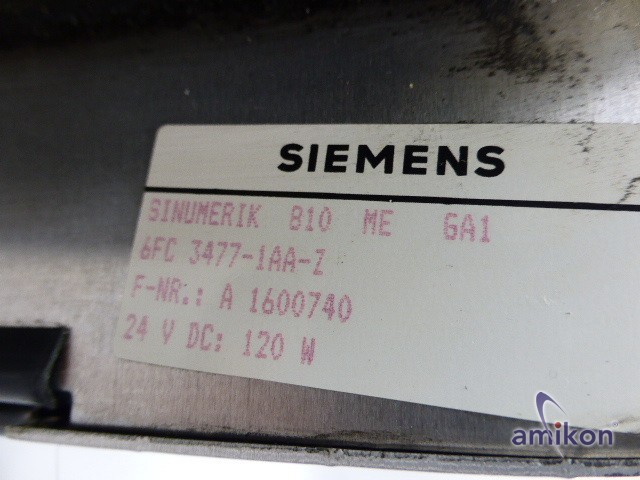 SIEMENS
SINUMERIK 810 ME GA1
6FC 3477-1AA-Z
F-NR.: A 1600740
24 V DC: 120 W
amikon